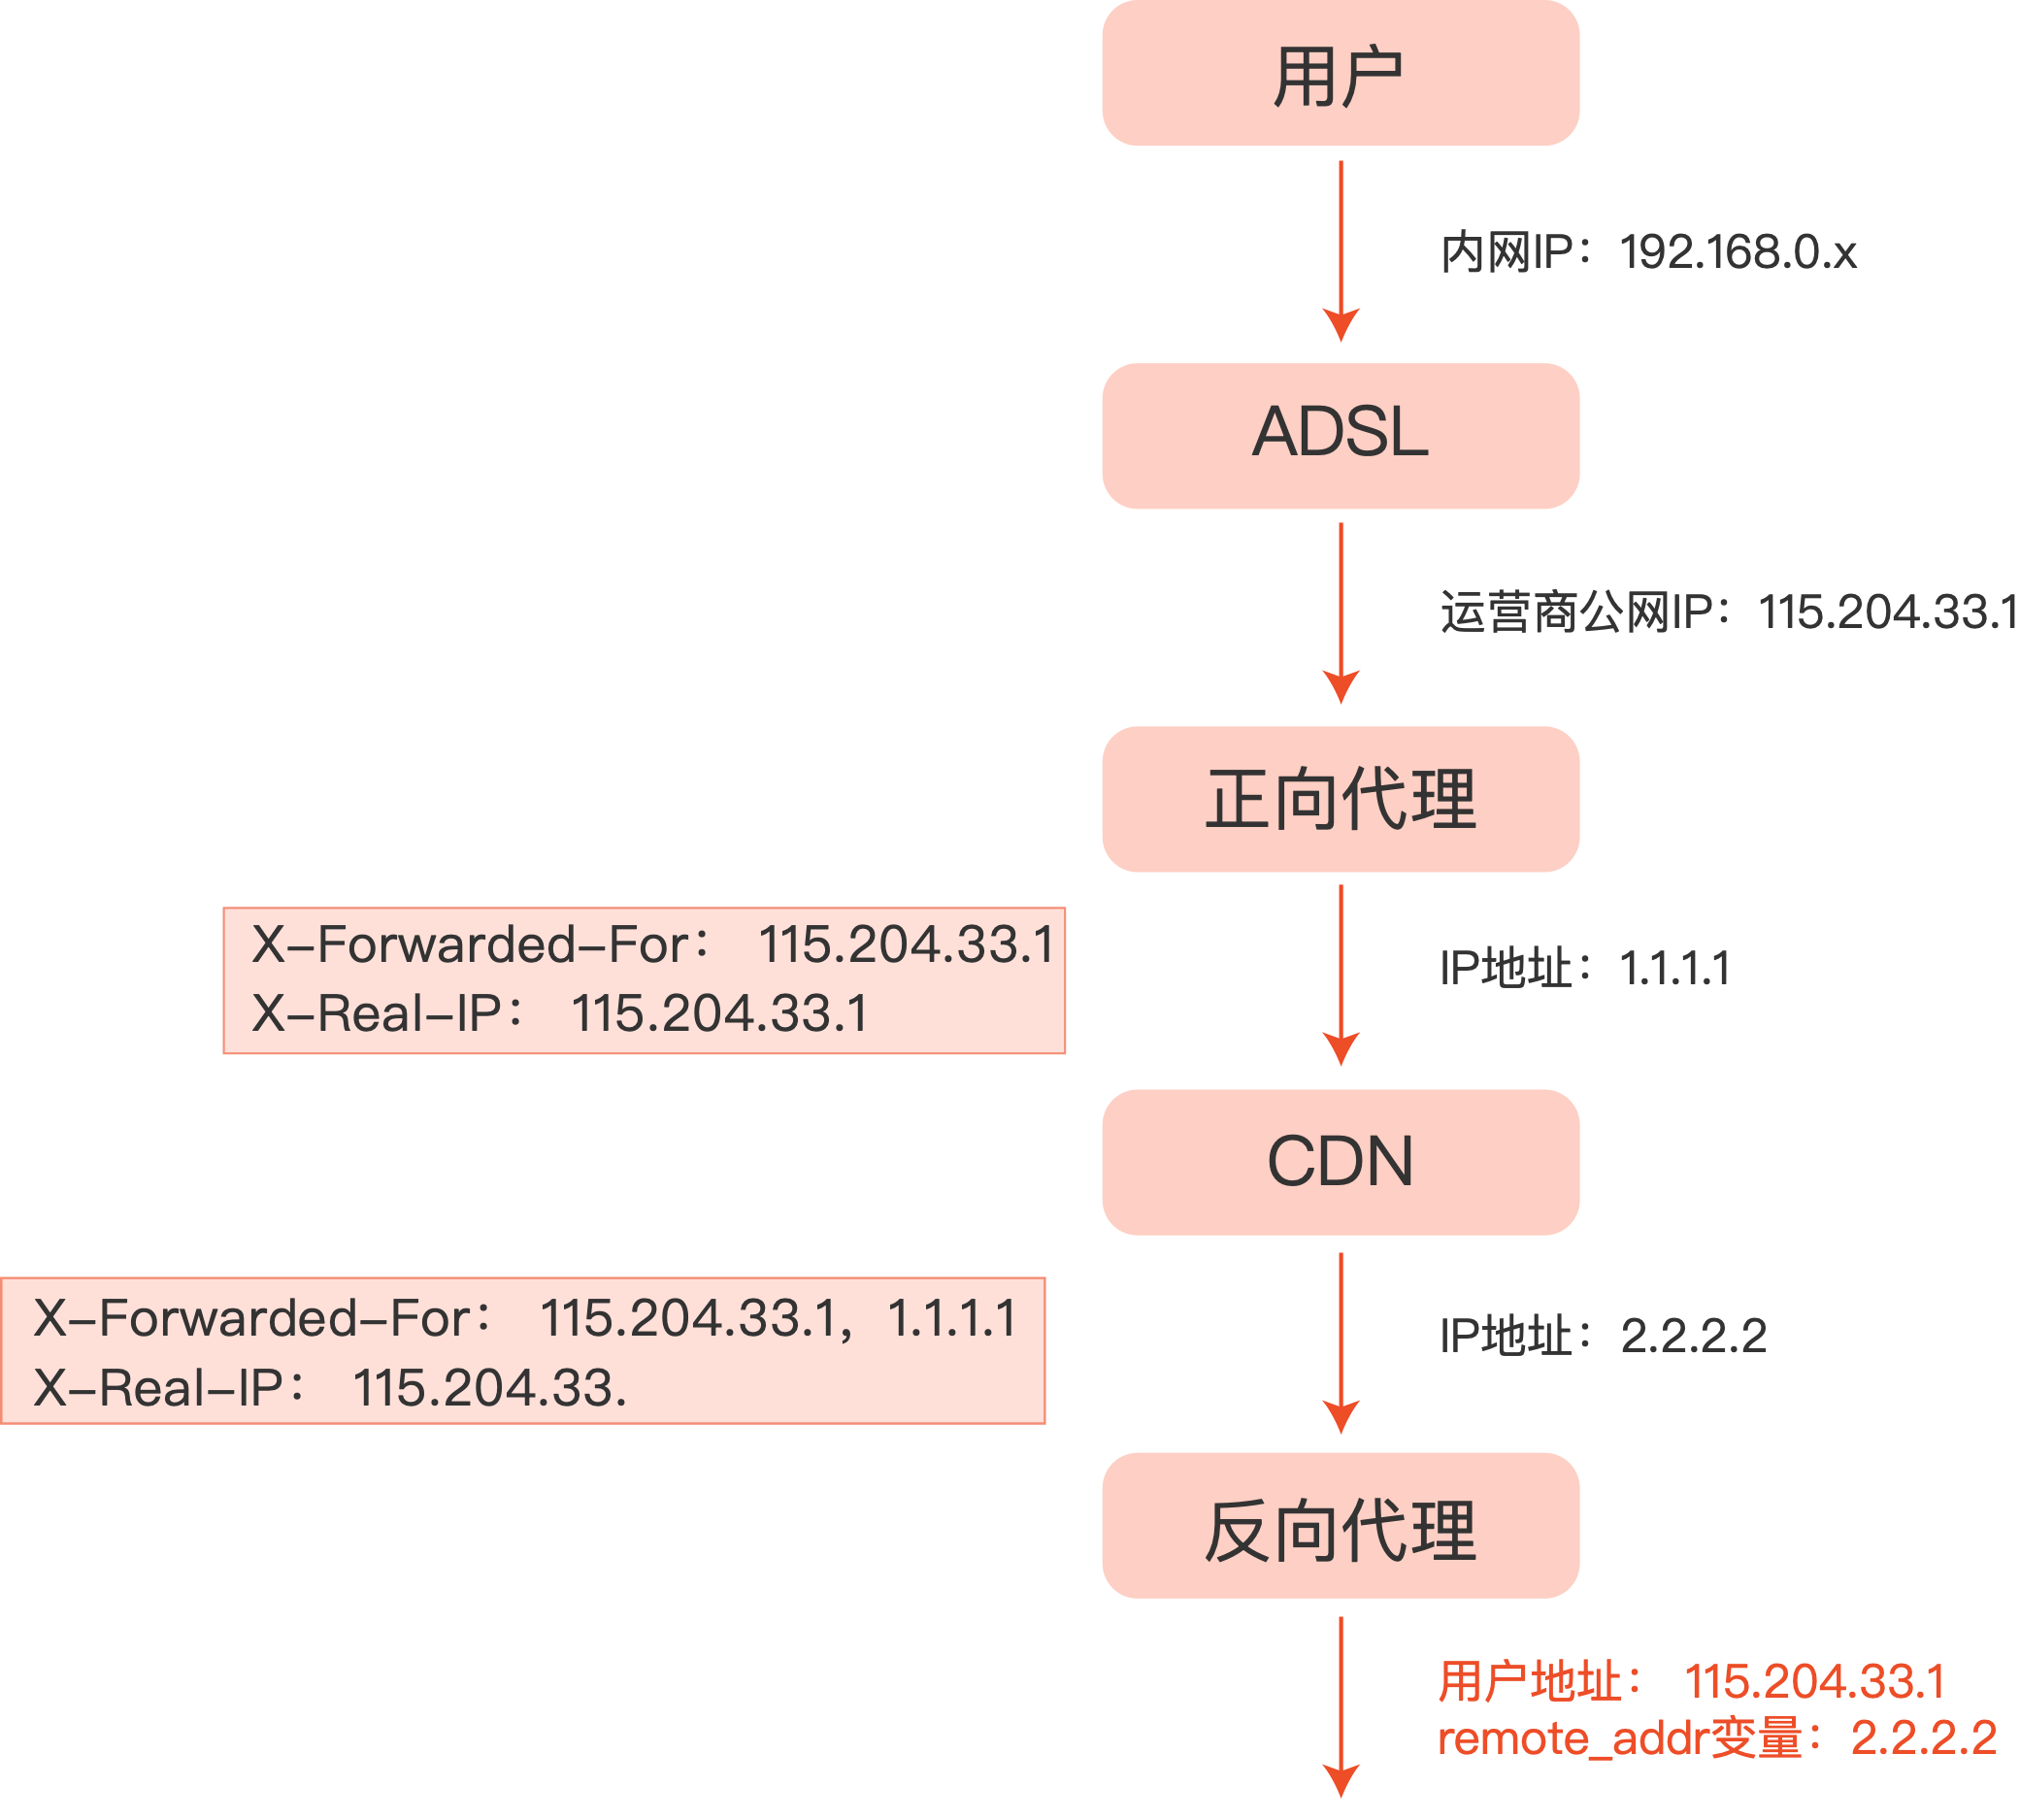 用户
内网IP：192.168.0.x
ADSL
运营商公网IP：115.204.33.1
正向代理
X-Forwarded-For： 115.204.33.1
X-Real-IP： 115.204.33.1
IP地址：1.1.1.1
CDN
X-Forwarded-For： 115.204.33.1, 1.1.1.1
X-Real-IP： 115.204.33.
IP地址：2.2.2.2
反向代理
用户地址： 115.204.33.1
remote_addr变量：2.2.2.2